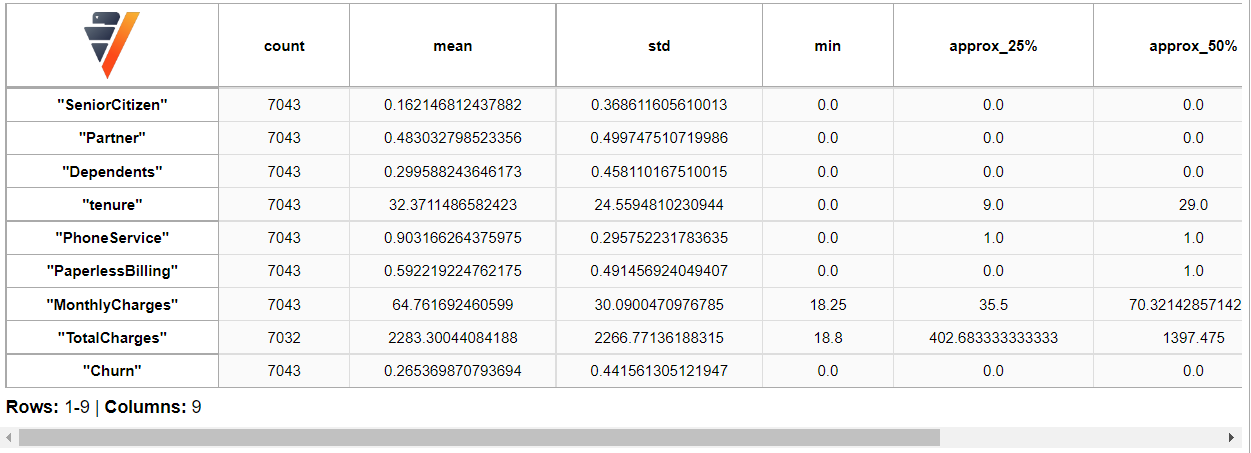 count mean std min approx_25% approx_50%
"SeniorCitizen" 7043 0.162146812437882 0.368611605610013 0.0 0.0 0.0
"Partner" 7043 0.483032798523356 0.499747510719986 0.0 0.0 0.0
"Dependents" 7043 0.299588243646173 0.458110167510015 0.0 0.0 0.0
"tenure" 7043 32.3711486582423 24.5594810230944 0.0 9.0 29.0
"PhoneService" 7043 0.903166264375975 0.295752231783635 0.0 1.0 1.0
"PaperlessBilling" 7043 0.592219224762175 0.491456924049407 0.0 0.0 1.0
"MonthlyCharges" 7043 64.761692460599 30.0900470976785 18.25 35.5 70.32142857142
"TotalCharges" 7032 2283.30044084188 2266.77136188315 18.8 402.683333333333 1397.475
"Churn" 7043 0.265369870793694 0.441561305121947 0.0 0.0 0.0
Rows: 1-9 | Columns: 9